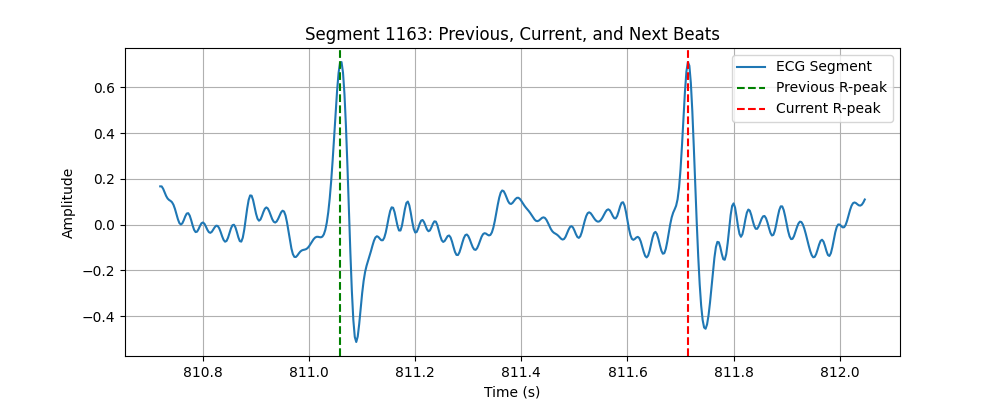 Segment 1163: Previous, Current, and Next Beats
ECG Segment
Previous R-peak
Current R-peak
Amplitude
0.6
0.4
0.2
0.0
−0.2
−0.4
810.8 811.0 811.2 811.4 811.6 811.8 812.0
Time (s)